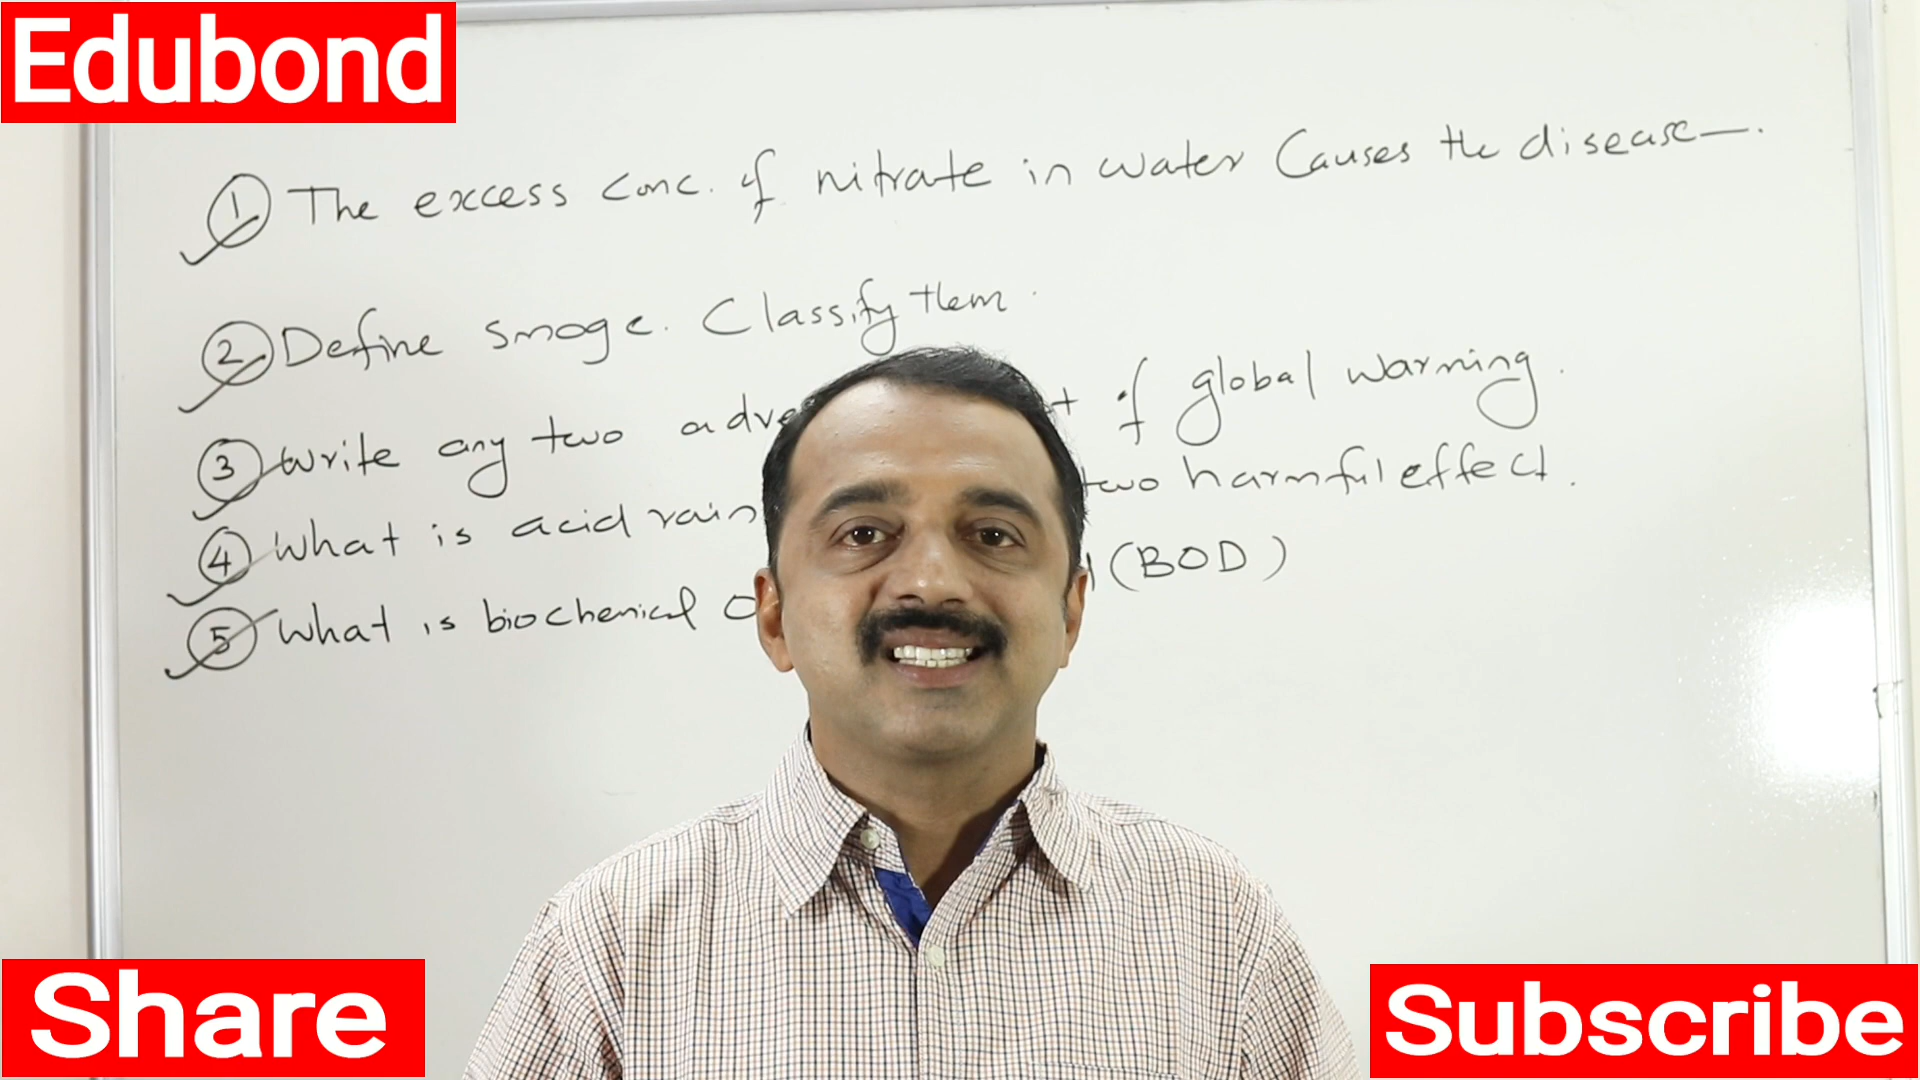 Edubond
1 The excess conc. of nitrate in water Causes the disease—.
2 Define smoge. Classify them.
3 Write any two of global warming.
4 What is acid rain two harmful effect.
5 What is biochemical (BOD)
Share
Subscribe